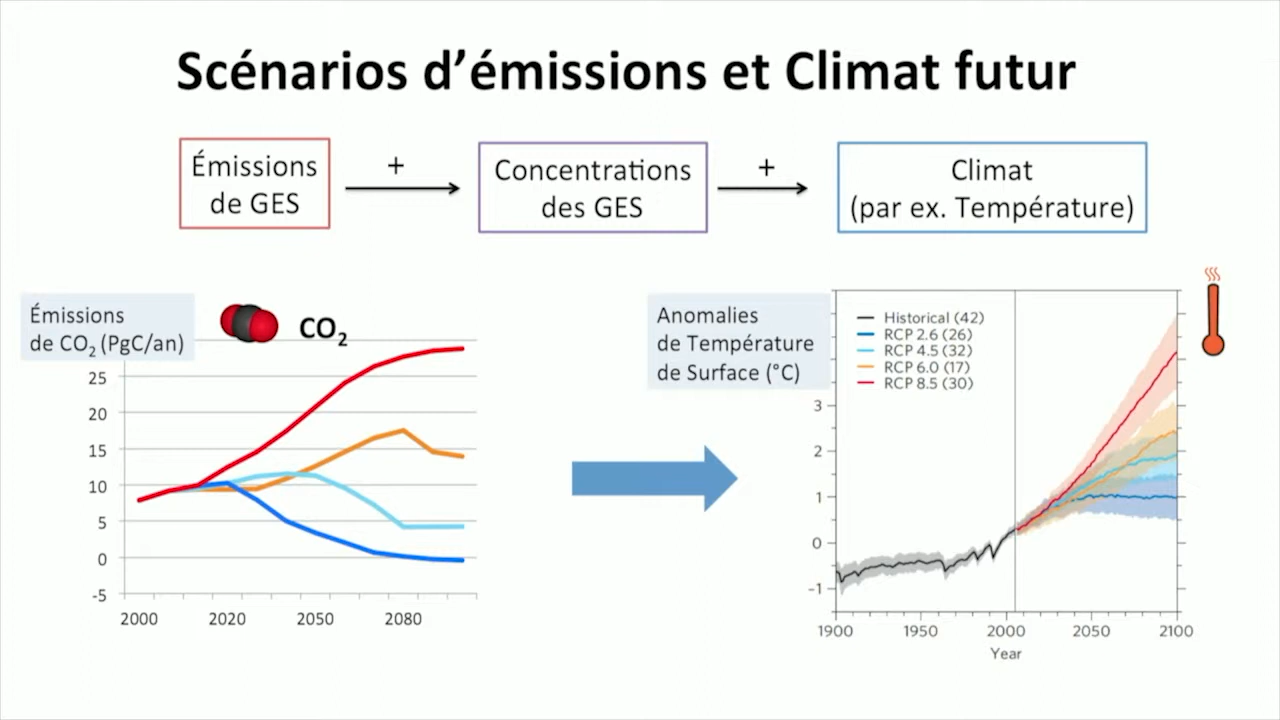 Scénarios d’émissions et Climat futur
Émissions
de GES
+
Concentrations
des GES
+
Climat
(par ex. Température)
Émissions
de CO2 (PgC/an)
CO2
25
20
15
10
5
0
-5
2000
2020
2050
2080
Anomalies
de Température
de Surface (°C)
Historical (42)
RCP 2.6 (26)
RCP 4.5 (32)
RCP 6.0 (17)
RCP 8.5 (30)
3
2
1
0
−1
1900
1950
2000
2050
2100
Year